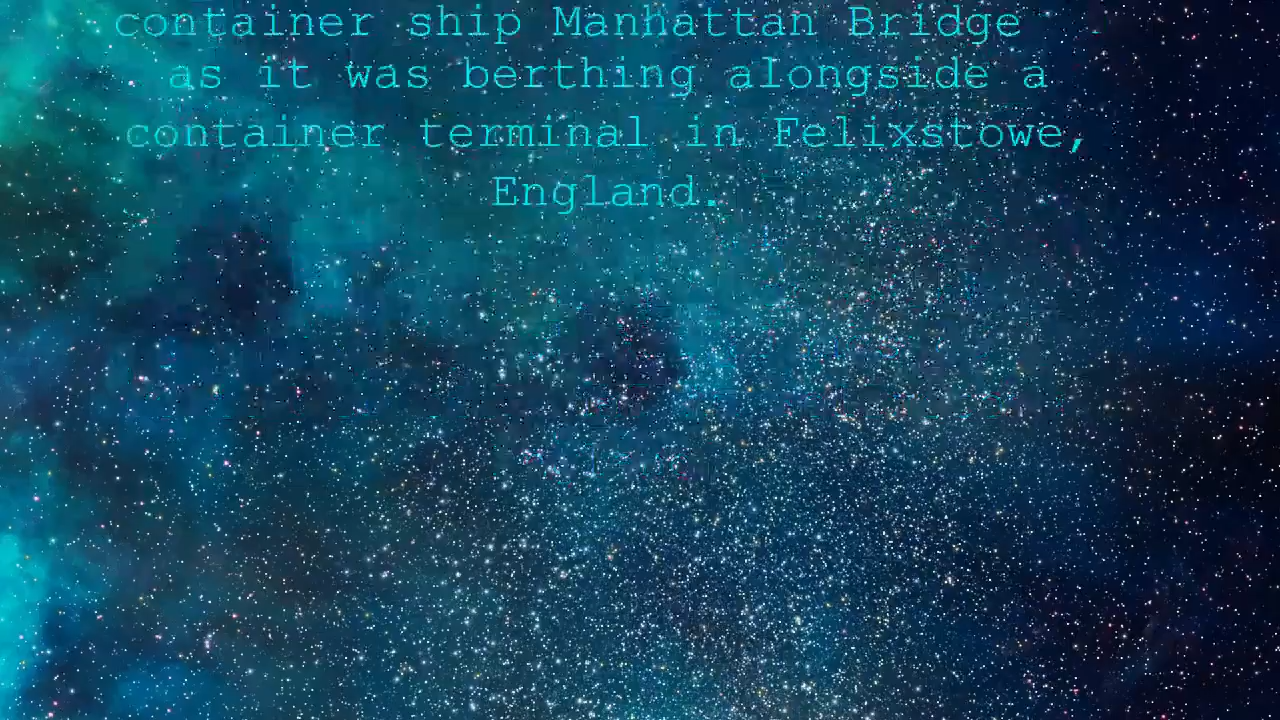 container ship Manhattan Bridge
as it was berthing alongside a
container terminal in Felixstowe,
England.